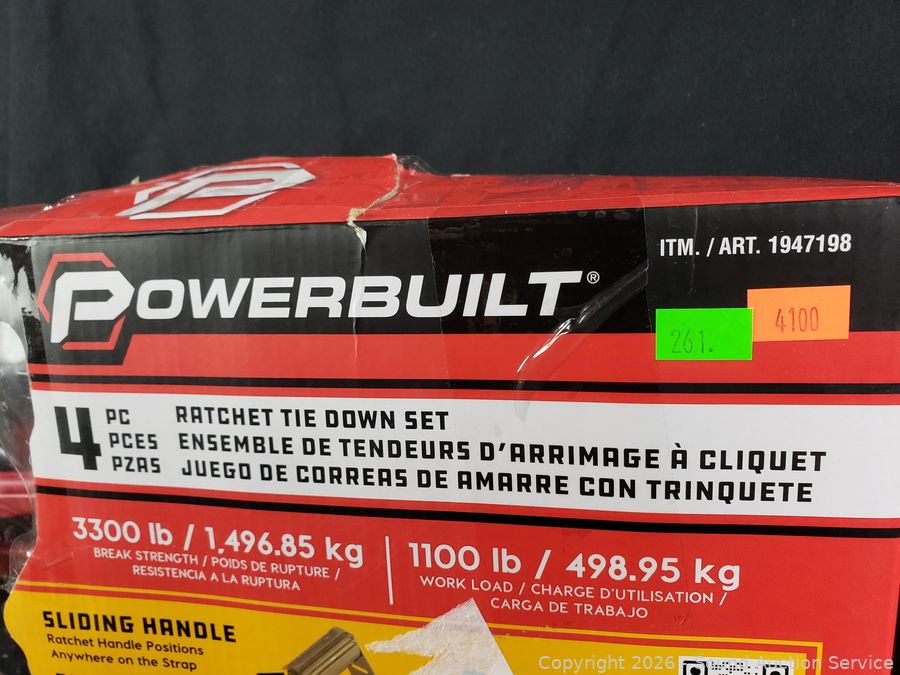 ITM. / ART. 1947198
POWERBUILT®
261.
4100
4 PC
PCES
PZAS
RATCHET TIE DOWN SET
ENSEMBLE DE TENDEURS D'ARRIMAGE À CLIQUET
JUEGO DE CORREAS DE AMARRE CON TRINQUETE
3300 lb / 1,496.85 kg
BREAK STRENGTH / POIDS DE RUPTURE /
RESISTENCIA A LA RUPTURA
1100 lb / 498.95 kg
WORK LOAD / CHARGE D'UTILISATION /
CARGA DE TRABAJO
SLIDING HANDLE
Ratchet Handle Positions
Anywhere on the Strap
Copyright 2026 Auction Service